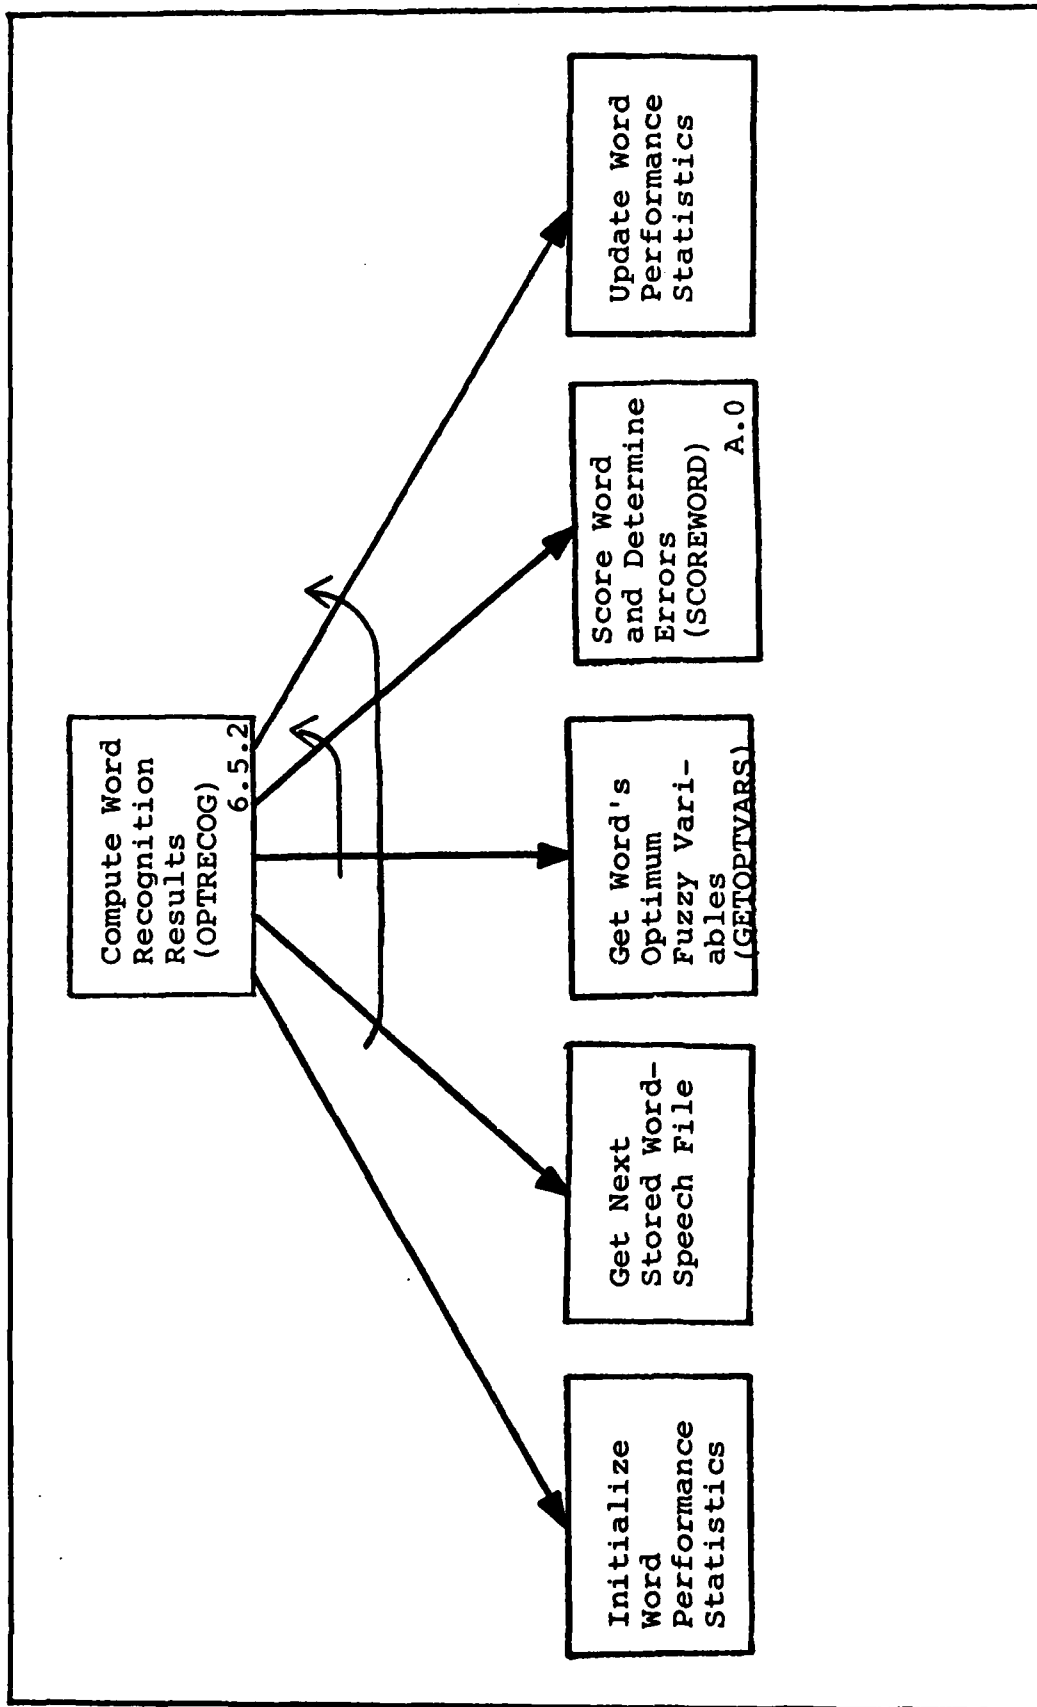 Compute Word
Recognition
Results
(OPTRECOG)
6.5.2
Initialize
Word
Performance
Statistics
Get Next
Stored Word-
Speech File
Get Word's
Optimum
Fuzzy Vari-
ables
(GETOPTVARS)
Score Word
and Determine
Errors
(SCOREWORD)
A.0
Update Word
Performance
Statistics